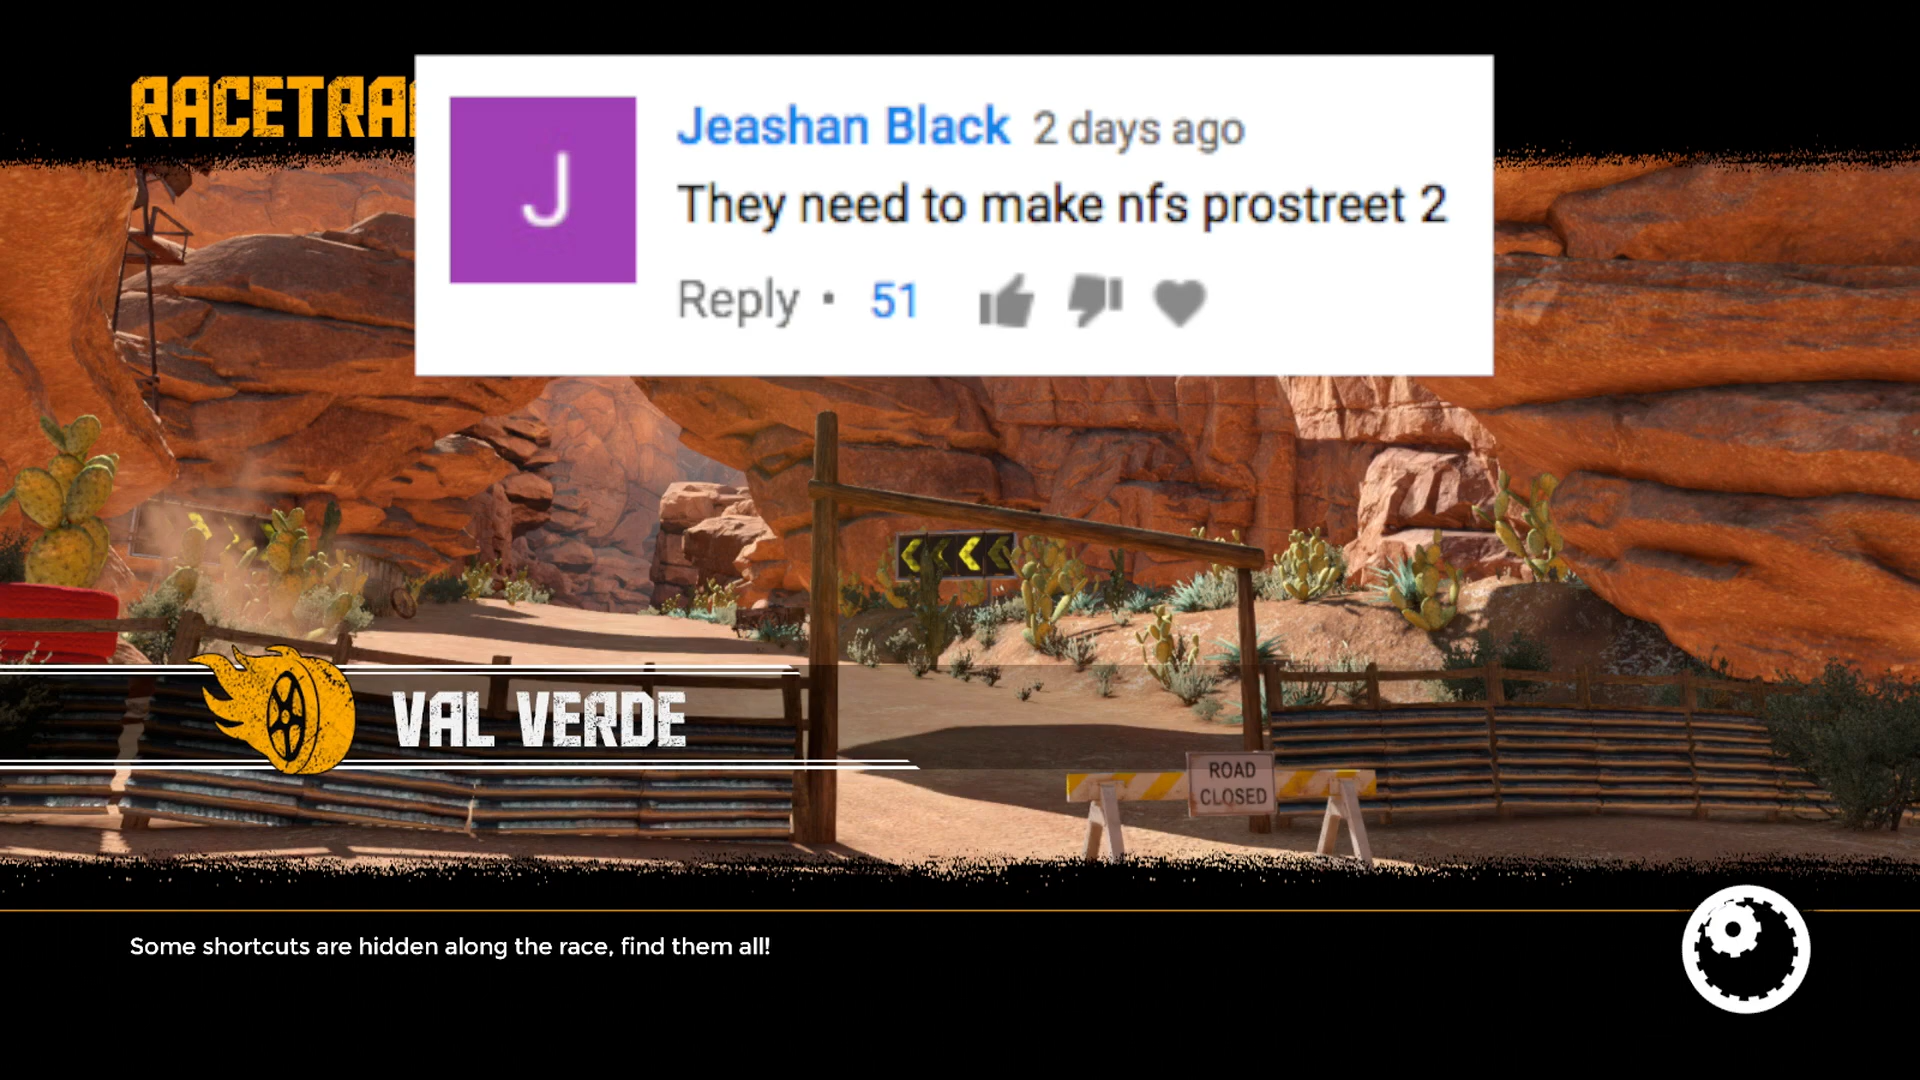 RACETRA
Jeashan Black 2 days ago
They need to make nfs prostreet 2
J
Reply · 51
VAL VERDE
ROAD
CLOSED
Some shortcuts are hidden along the race, find them all!